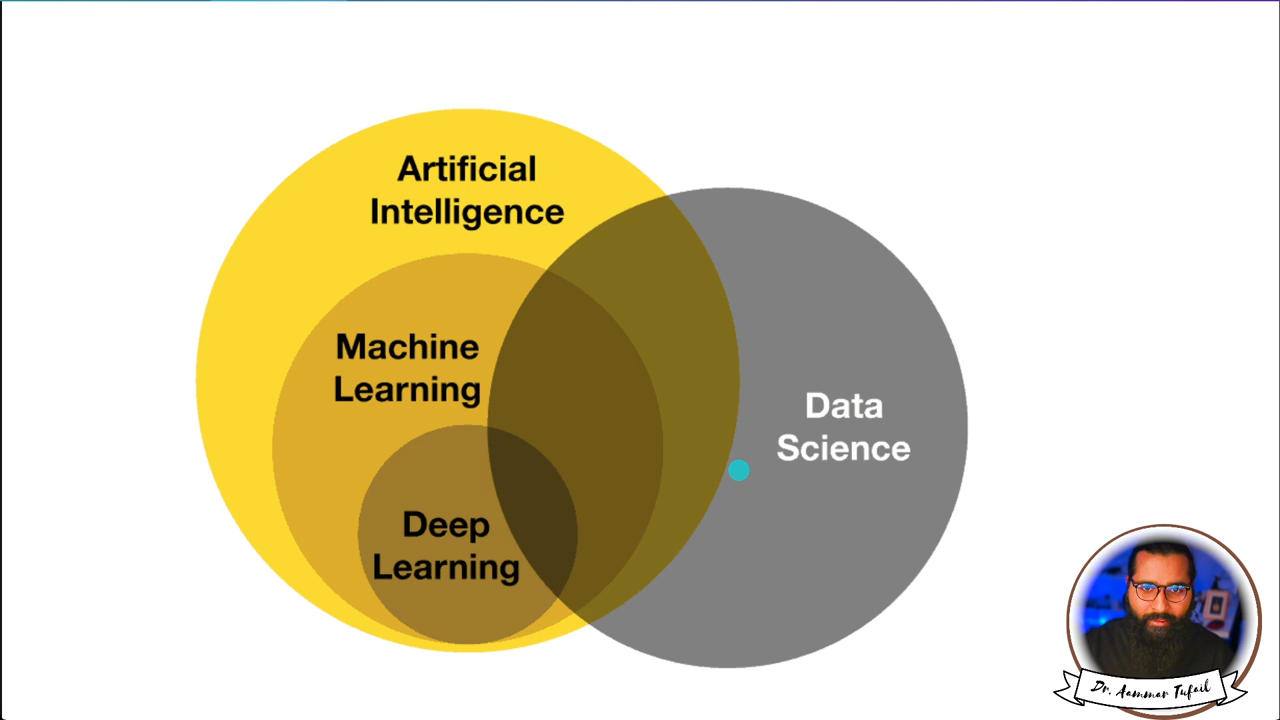 Artificial
Intelligence
Machine
Learning
Deep
Learning
Data
Science
Dr. Aammar Tufail